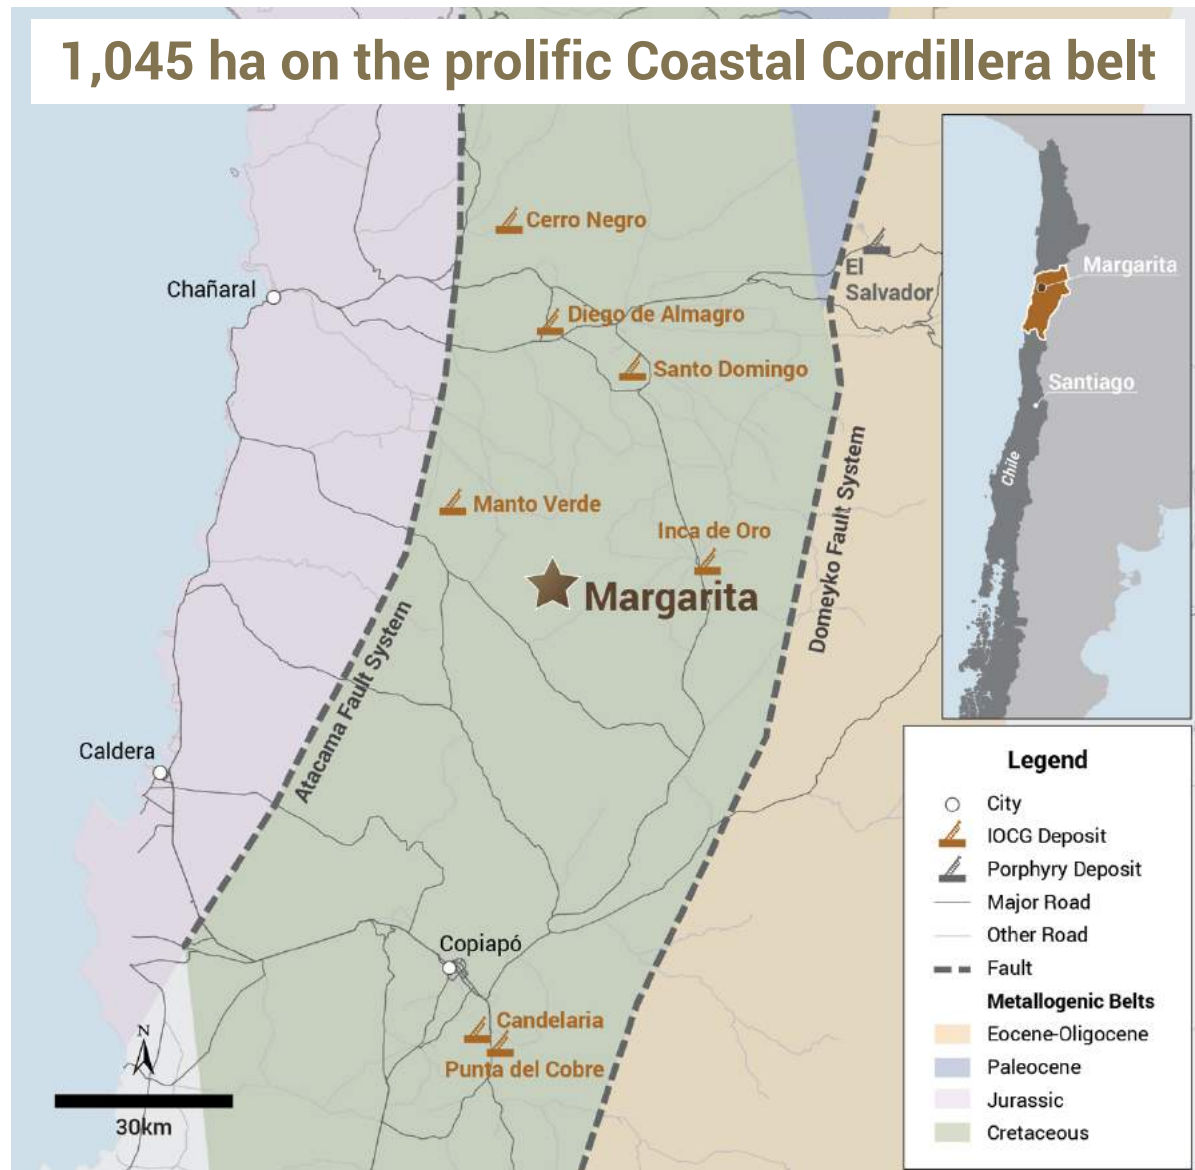 1,045 ha on the prolific Coastal Cordillera belt
Cerro Negro
Chañaral
El
Salvador
Diego de Almagro
Santo Domingo
Manto Verde
Inca de Oro
Margarita
Atacama Fault System
Domeyko Fault System
Caldera
Copiapó
Candelaria
Punta del Cobre
N
30km
Margarita
Santiago
Chile
Legend
City
IOCG Deposit
Porphyry Deposit
Major Road
Other Road
Fault
Metallogenic Belts
Eocene-Oligocene
Paleocene
Jurassic
Cretaceous